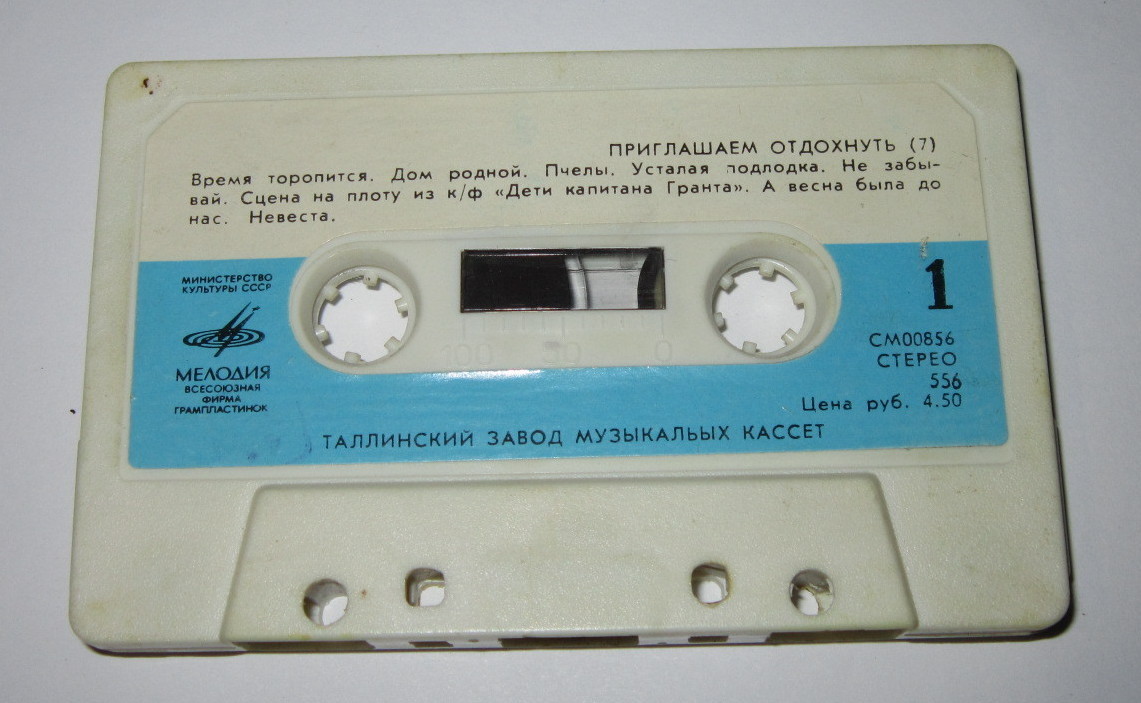 ПРИГЛАШАЕМ ОТДОХНУТЬ (7)
Время торопится. Дом родной. Пчелы. Усталая подлодка. Не забы-
вай. Сцена на плоту из к/ф «Дети капитана Гранта». А весна была до
нас. Невеста.
МИНИСТЕРСТВО
КУЛЬТУРЫ СССР
МЕЛОДИЯ
ВСЕСОЮЗНАЯ
ФИРМА
ГРАМПЛАСТИНОК
100 50 0
1
СМ00856
СТЕРЕО
556
Цена руб. 4.50
ТАЛЛИНСКИЙ ЗАВОД МУЗЫКАЛЬЫХ КАССЕТ